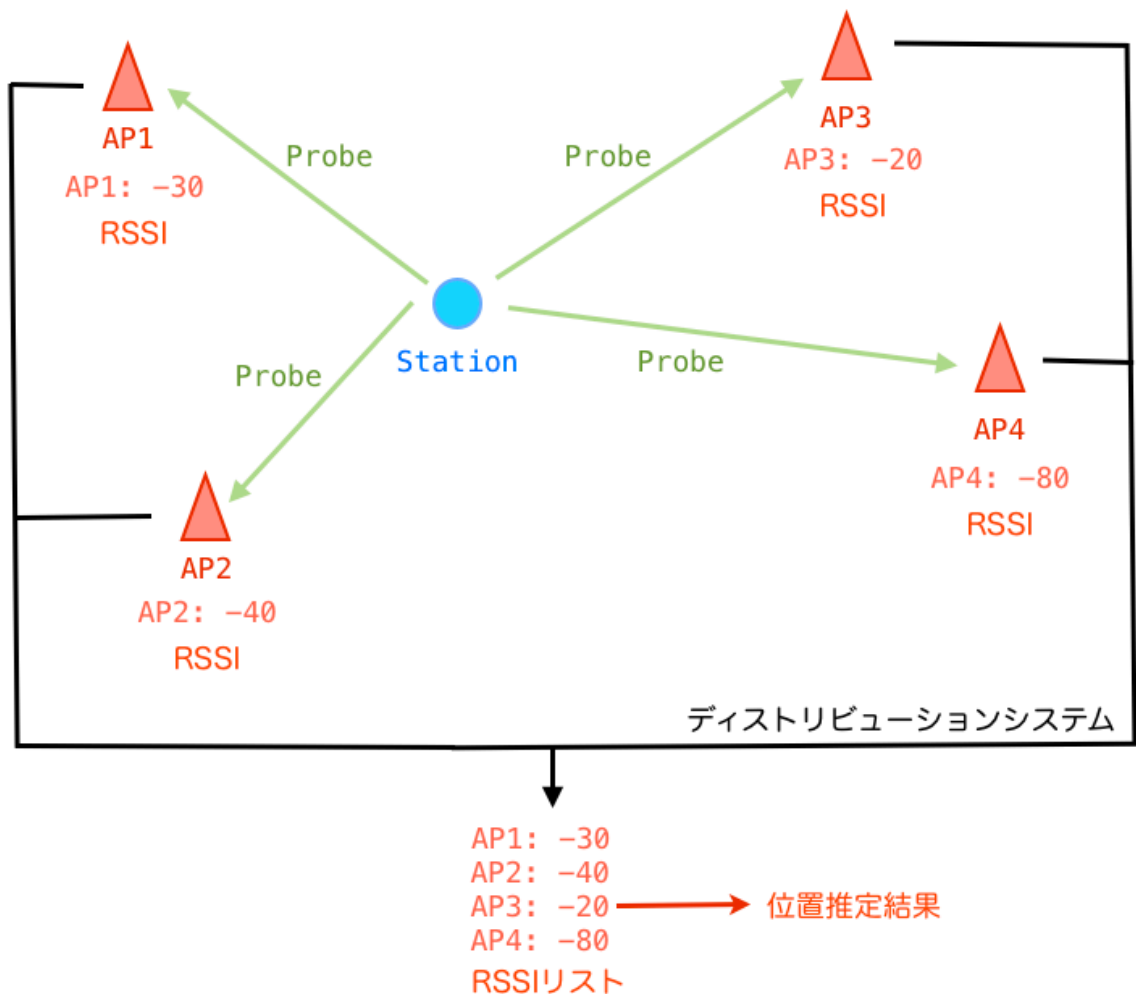 AP1
AP1: -30
RSSI
Probe
Probe
AP3
AP3: -20
RSSI
Station
Probe
Probe
AP4
AP4: -80
RSSI
AP2
AP2: -40
RSSI
ディストリビューションシステム
AP1: -30
AP2: -40
AP3: -20
位置推定結果
AP4: -80
RSSIリスト